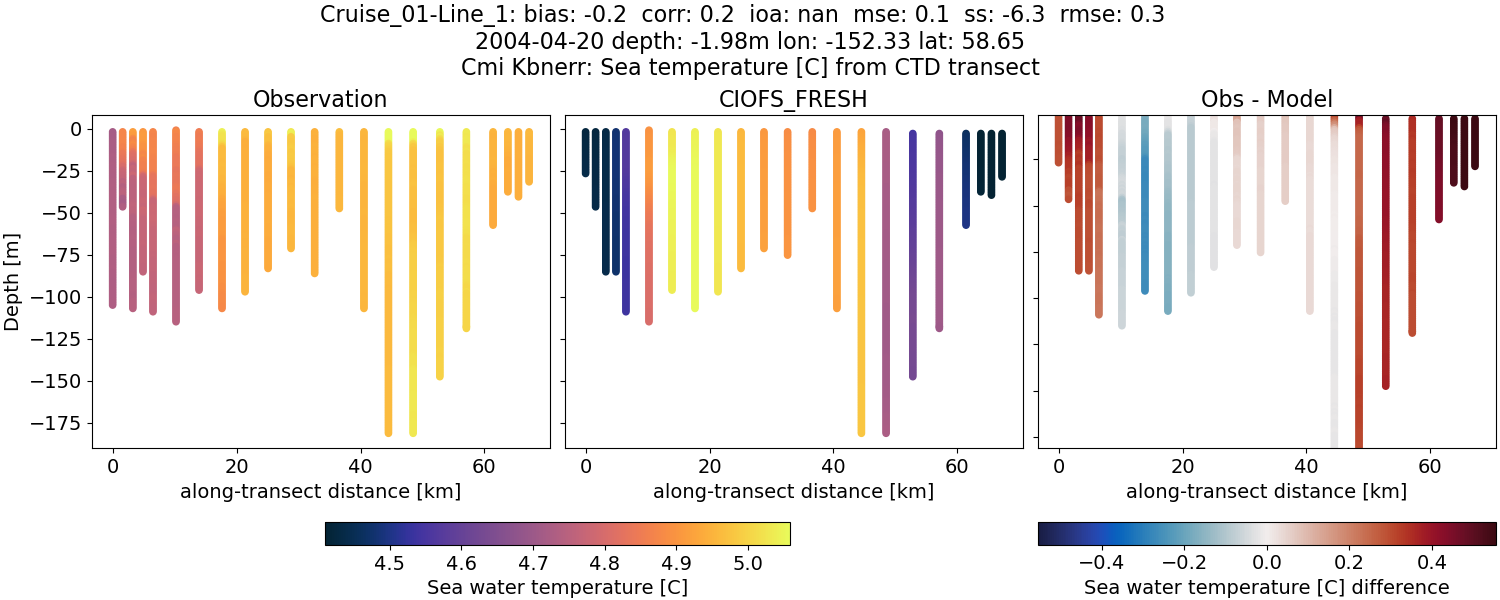 Cruise_01-Line_1: bias: -0.2  corr: 0.2  ioa: nan  mse: 0.1  ss: -6.3  rmse: 0.3
2004-04-20 depth: -1.98m lon: -152.33 lat: 58.65
Cmi Kbnerr: Sea temperature [C] from CTD transect
Observation
CIOFS_FRESH
Obs - Model
Depth [m]
0
−25
−50
−75
−100
−125
−150
−175
0 20 40 60
0 20 40 60
0 20 40 60
along-transect distance [km]
along-transect distance [km]
along-transect distance [km]
4.5 4.6 4.7 4.8 4.9 5.0
Sea water temperature [C]
−0.4 −0.2 0.0 0.2 0.4
Sea water temperature [C] difference